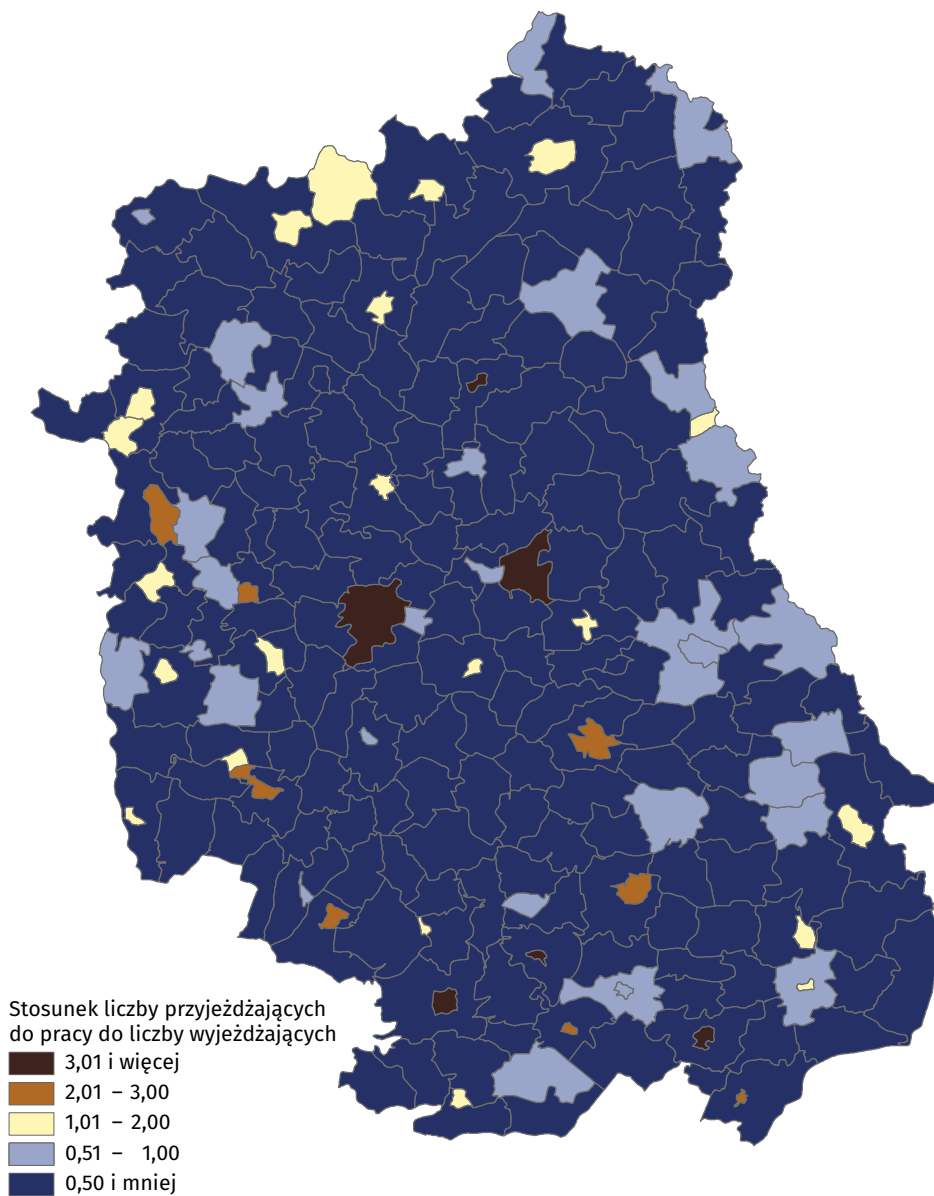 Stosunek liczby przyjeżdżających
do pracy do liczby wyjeżdżających
3,01 i więcej
2,01 – 3,00
1,01 – 2,00
0,51 – 1,00
0,50 i mniej